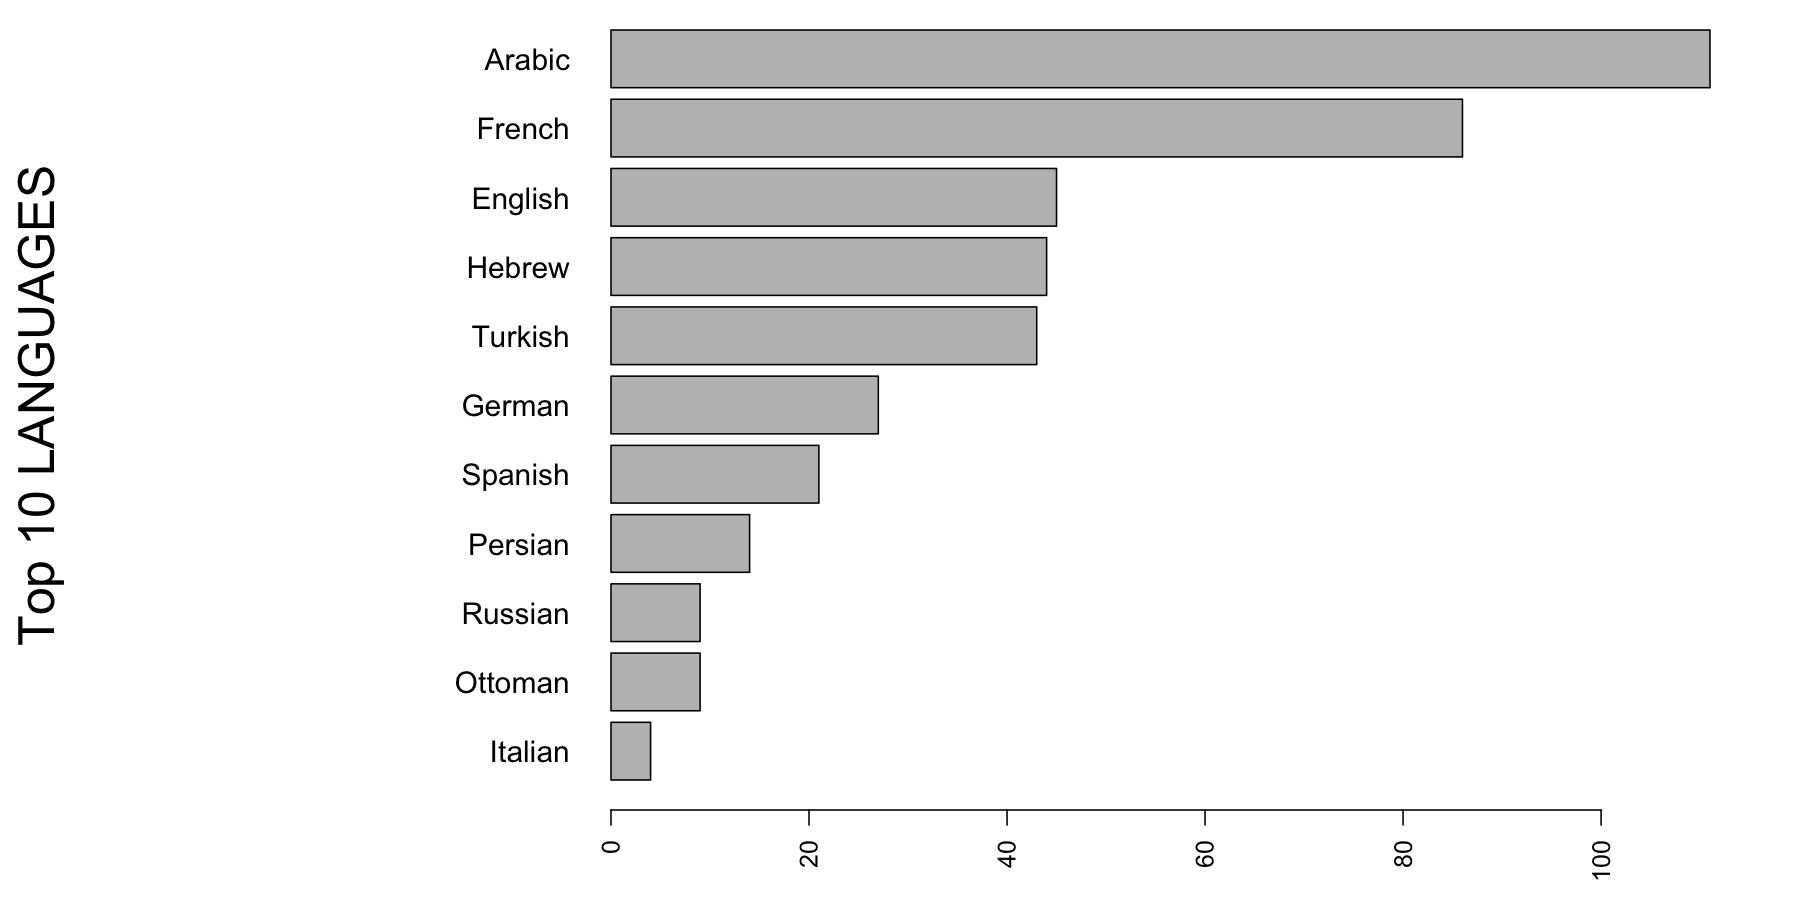 Top 10 LANGUAGES
Arabic
French
English
Hebrew
Turkish
German
Spanish
Persian
Russian
Ottoman
Italian
0 20 40 60 80 100